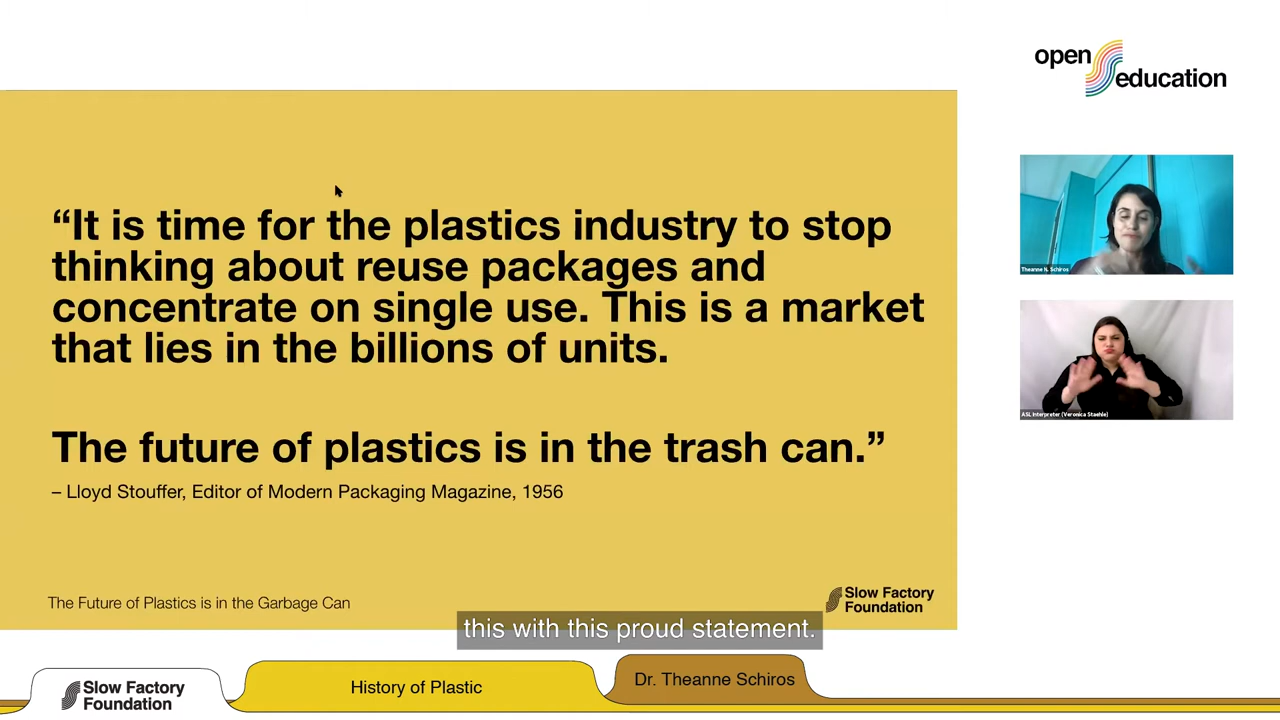 open
education
“It is time for the plastics industry to stop
thinking about reuse packages and
concentrate on single use. This is a market
that lies in the billions of units.
The future of plastics is in the trash can.”
– Lloyd Stouffer, Editor of Modern Packaging Magazine, 1956
Theanne N. Schiros
ASL Interpreter (Veronica Staehle)
The Future of Plastics is in the Garbage Can
Slow Factory
Foundation
this with this proud statement.
Slow Factory
Foundation
History of Plastic
Dr. Theanne Schiros